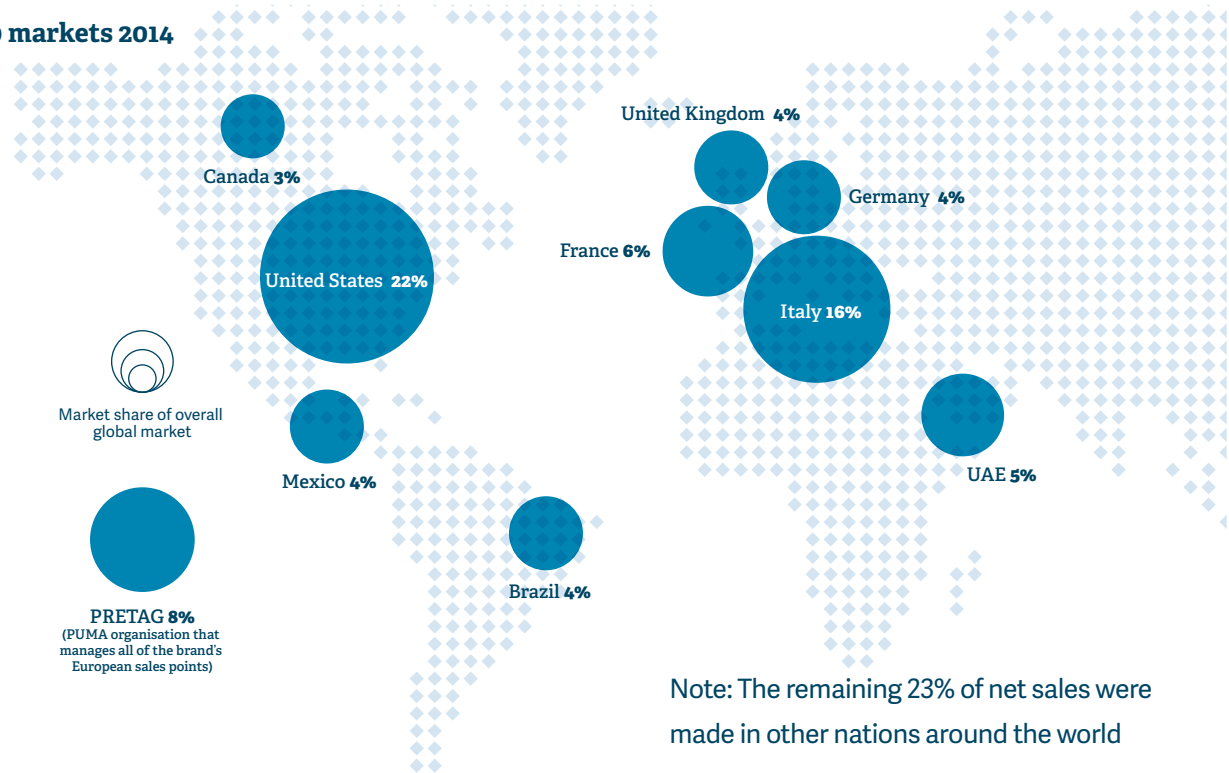 markets 2014
United Kingdom 4%
Canada 3%
Germany 4%
France 6%
United States 22%
Italy 16%
Market share of overall
global market
Mexico 4%
UAE 5%
Brazil 4%
PRETAG 8%
(PUMA organisation that
manages all of the brand's
European sales points)
Note: The remaining 23% of net sales were
made in other nations around the world